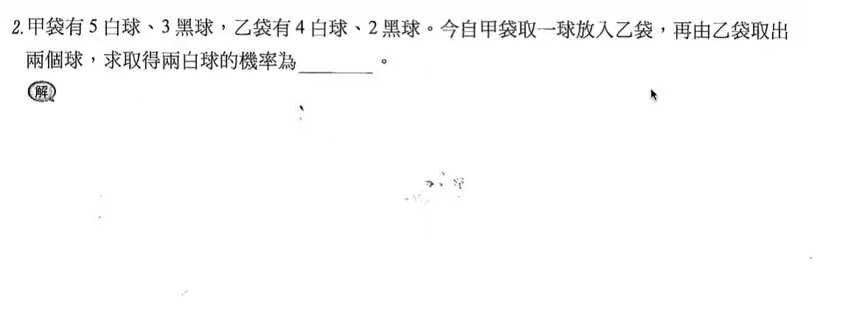 2.甲袋有 5 白球、3 黑球，乙袋有 4 白球、2 黑球。今自甲袋取一球放入乙袋，再由乙袋取出
兩個球，求取得兩白球的機率為______。
解